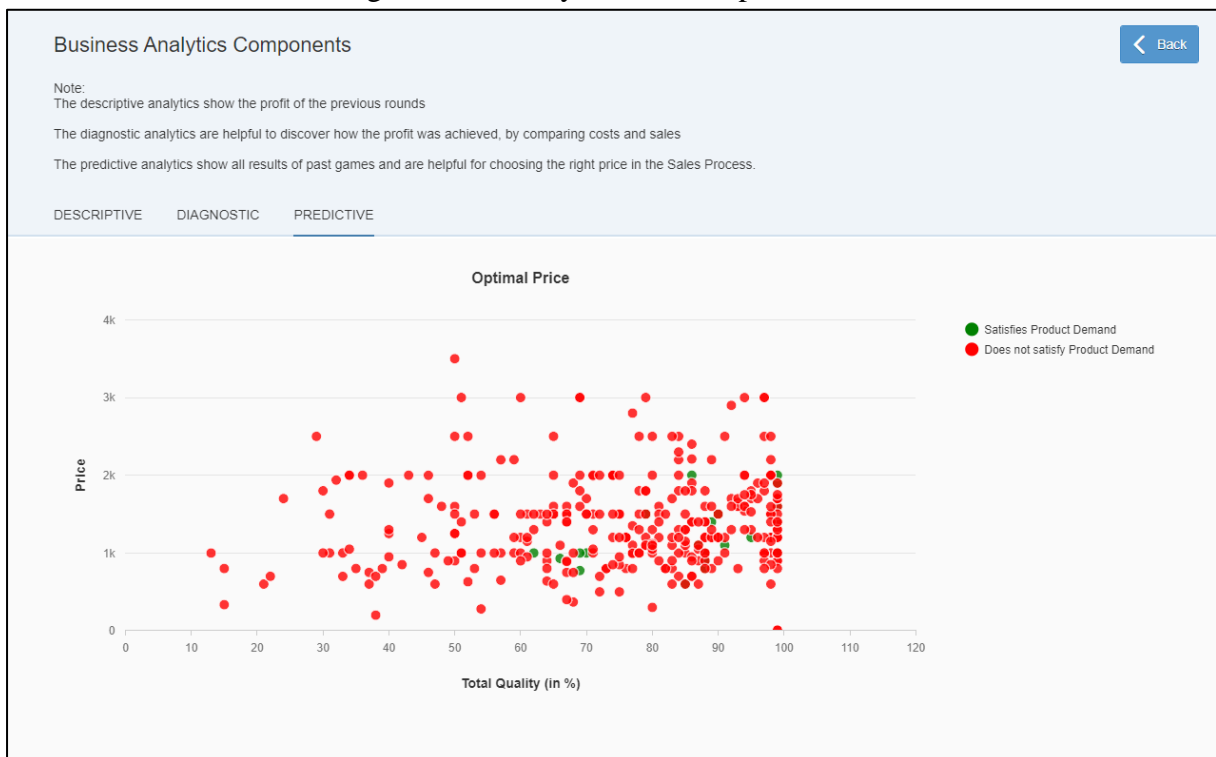 Business Analytics Components
Back
Note:
The descriptive analytics show the profit of the previous rounds
The diagnostic analytics are helpful to discover how the profit was achieved, by comparing costs and sales
The predictive analytics show all results of past games and are helpful for choosing the right price in the Sales Process.
DESCRIPTIVE DIAGNOSTIC PREDICTIVE
Optimal Price
Satisfies Product Demand
Does not satisfy Product Demand
Price
4k
3k
2k
1k
0
0 10 20 30 40 50 60 70 80 90 100 110 120
Total Quality (in %)